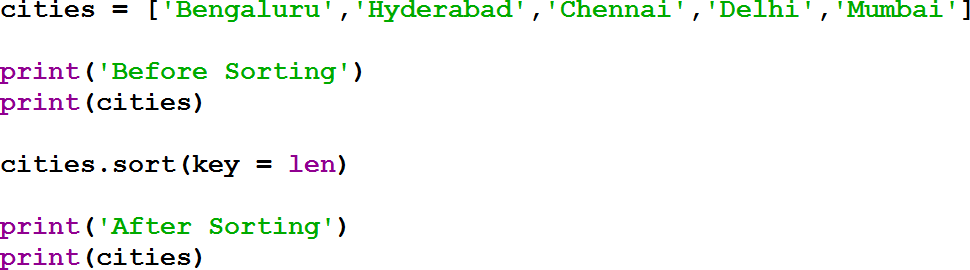 cities = ['Bengaluru','Hyderabad','Chennai','Delhi','Mumbai']
print('Before Sorting')
print(cities)
cities.sort(key = len)
print('After Sorting')
print(cities)